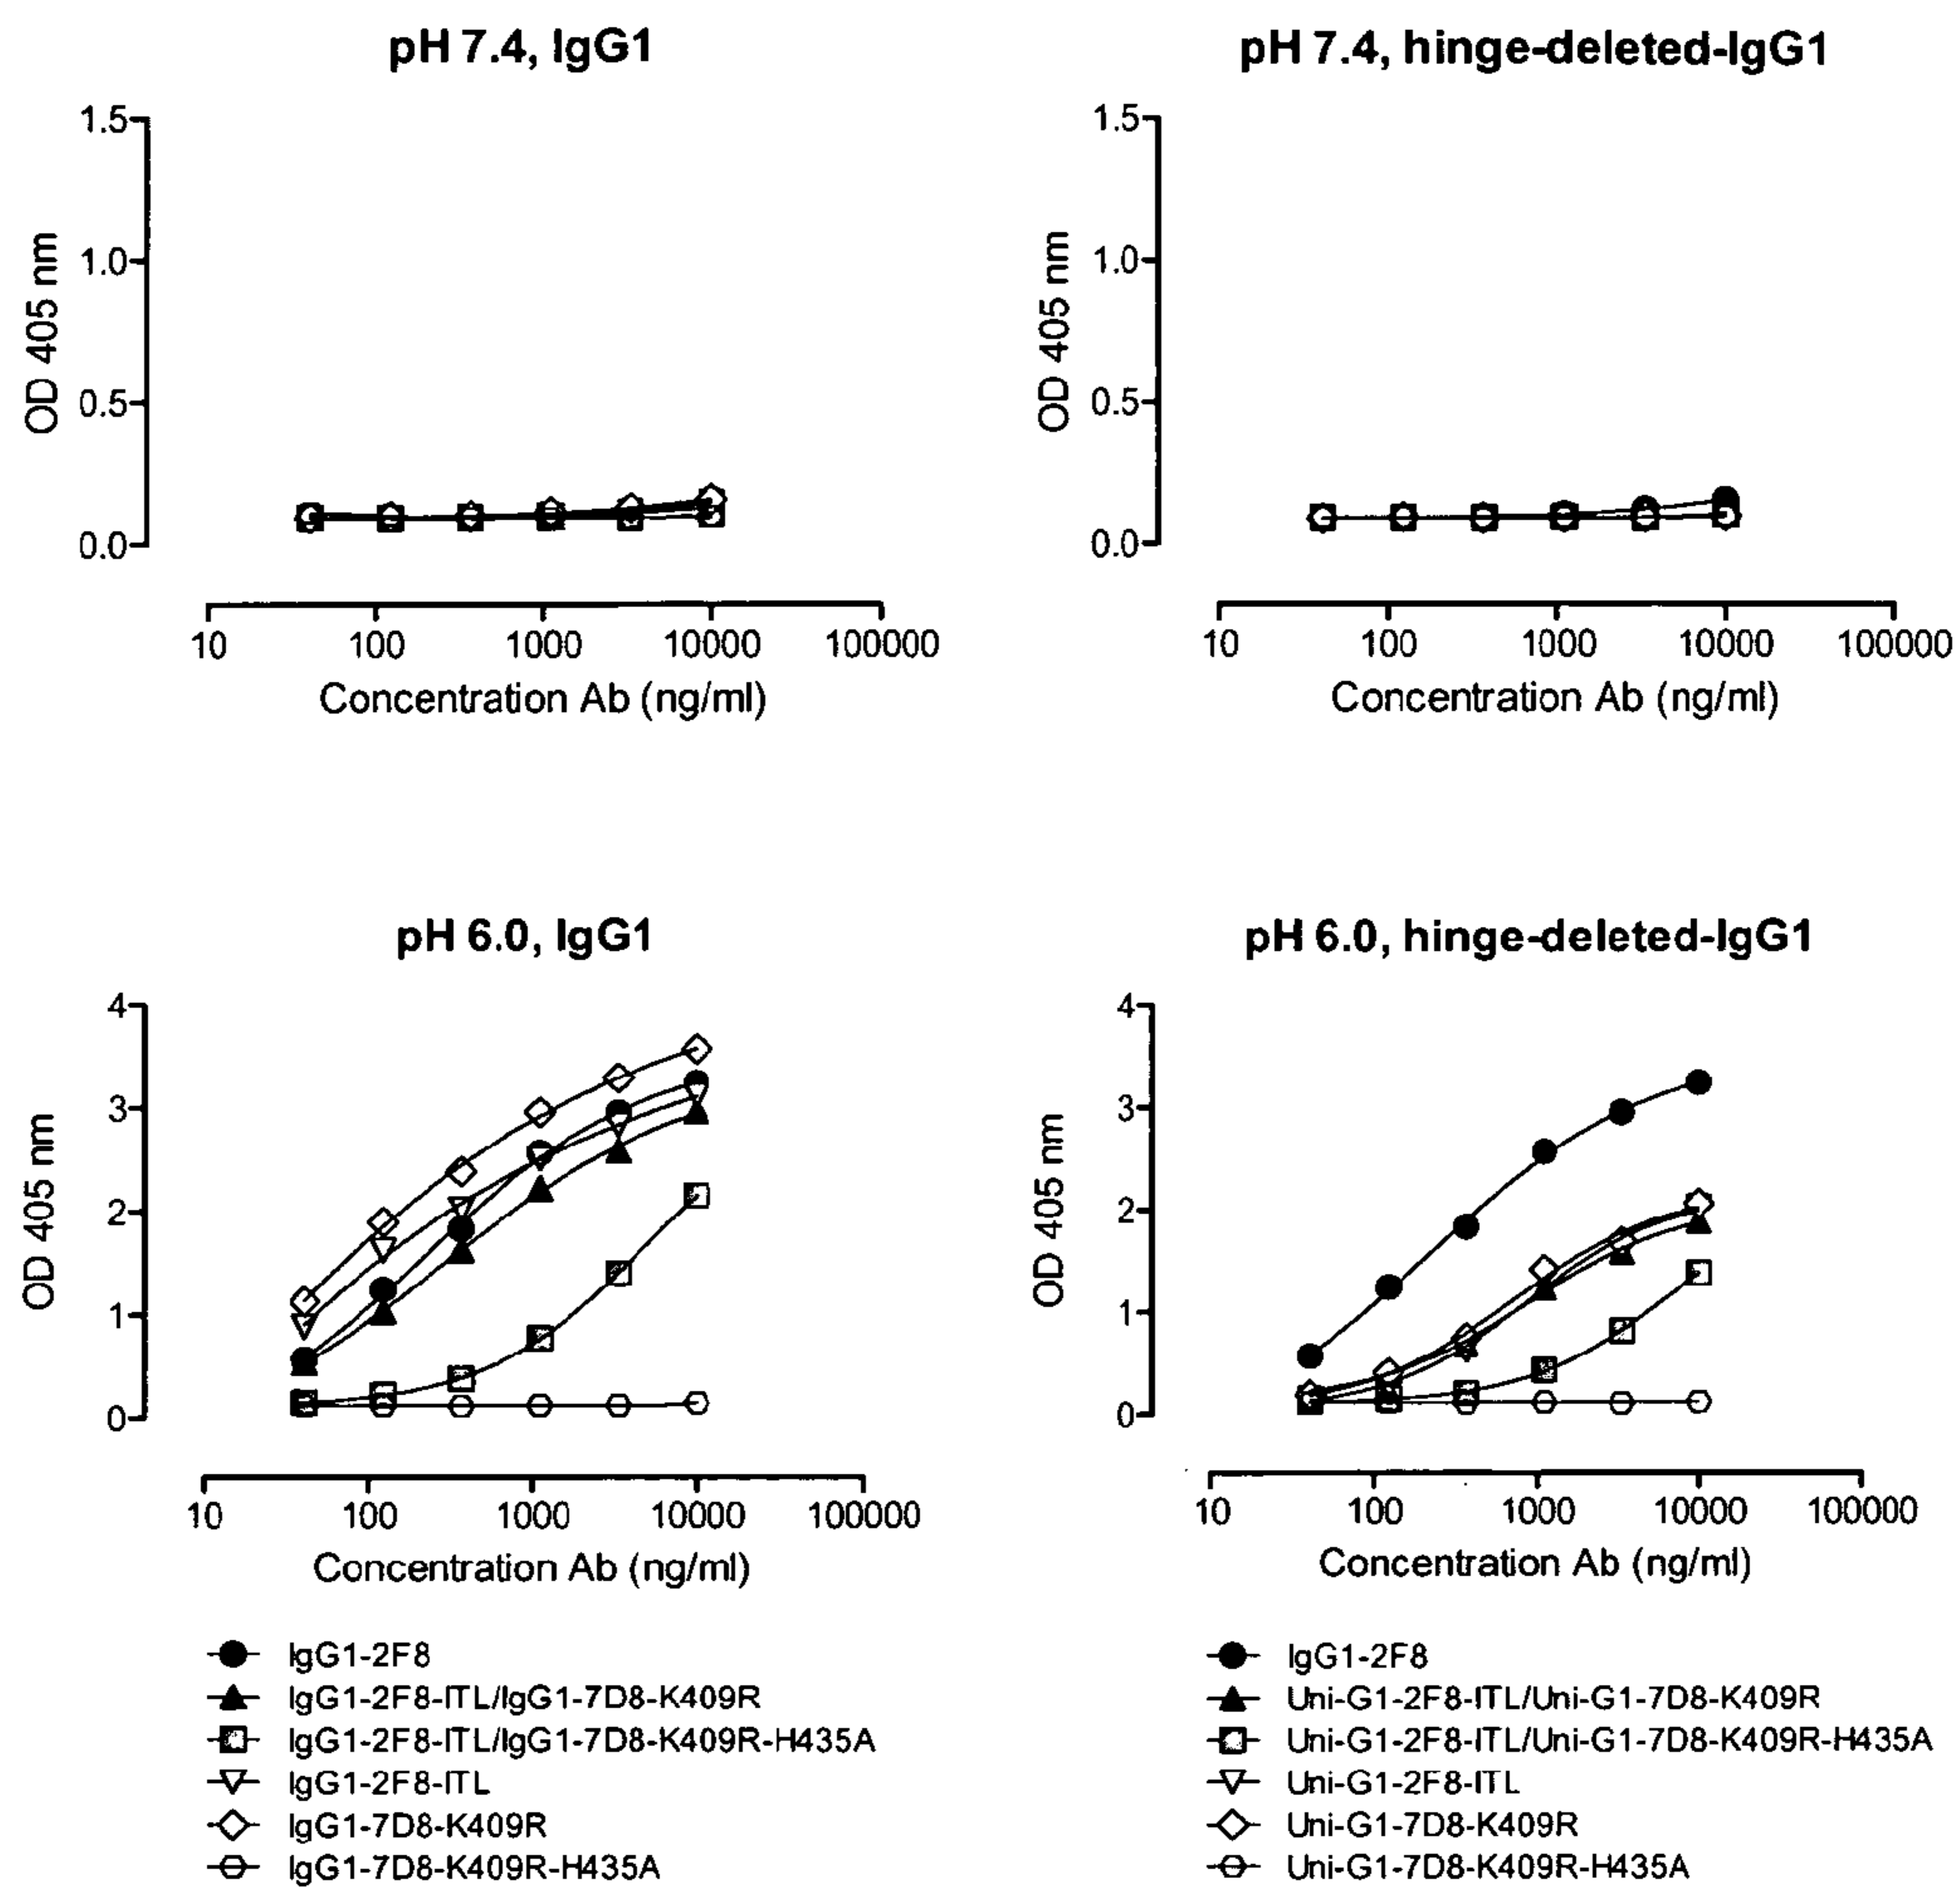 pH 7.4, IgG1
OD 405 nm
1.5
1.0
0.5
0.0
10 100 1000 10000 100000
Concentration Ab (ng/ml)
pH 7.4, hinge-deleted-IgG1
OD 405 nm
1.5
1.0
0.5
0.0
10 100 1000 10000 100000
Concentration Ab (ng/ml)
pH 6.0, IgG1
OD 405 nm
4
3
2
1
0
10 100 1000 10000 100000
Concentration Ab (ng/ml)
IgG1-2F8
IgG1-2F8-ITL/IgG1-7D8-K409R
IgG1-2F8-ITL/IgG1-7D8-K409R-H435A
IgG1-2F8-ITL
IgG1-7D8-K409R
IgG1-7D8-K409R-H435A
pH 6.0, hinge-deleted-IgG1
OD 405 nm
4
3
2
1
0
10 100 1000 10000 100000
Concentration Ab (ng/ml)
IgG1-2F8
Uni-G1-2F8-ITL/Uni-G1-7D8-K409R
Uni-G1-2F8-ITL/Uni-G1-7D8-K409R-H435A
Uni-G1-2F8-ITL
Uni-G1-7D8-K409R
Uni-G1-7D8-K409R-H435A